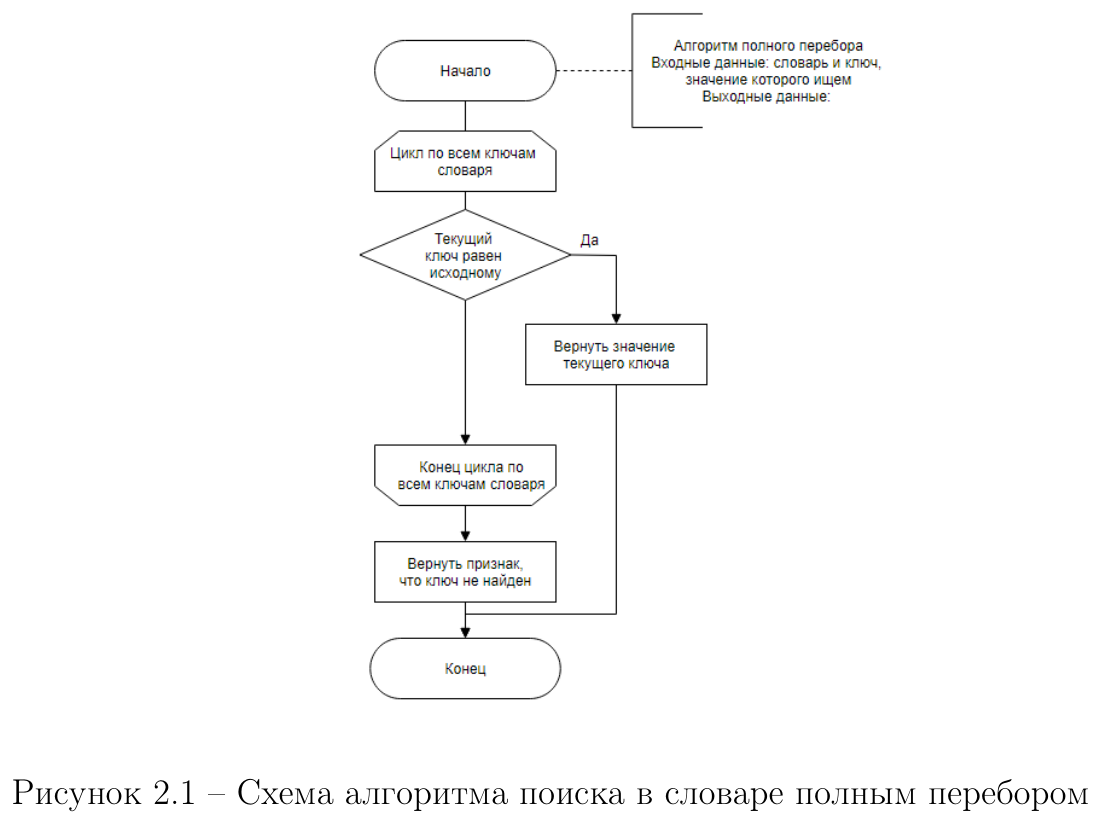 Начало
Алгоритм полного перебора
Входные данные: словарь и ключ,
значение которого ищем
Выходные данные:
Цикл по всем ключам
словаря
Текущий
ключ равен
исходному
Да
Вернуть значение
текущего ключа
Конец цикла по
всем ключам словаря
Вернуть признак,
что ключ не найден
Конец
Рисунок 2.1 – Схема алгоритма поиска в словаре полным перебором